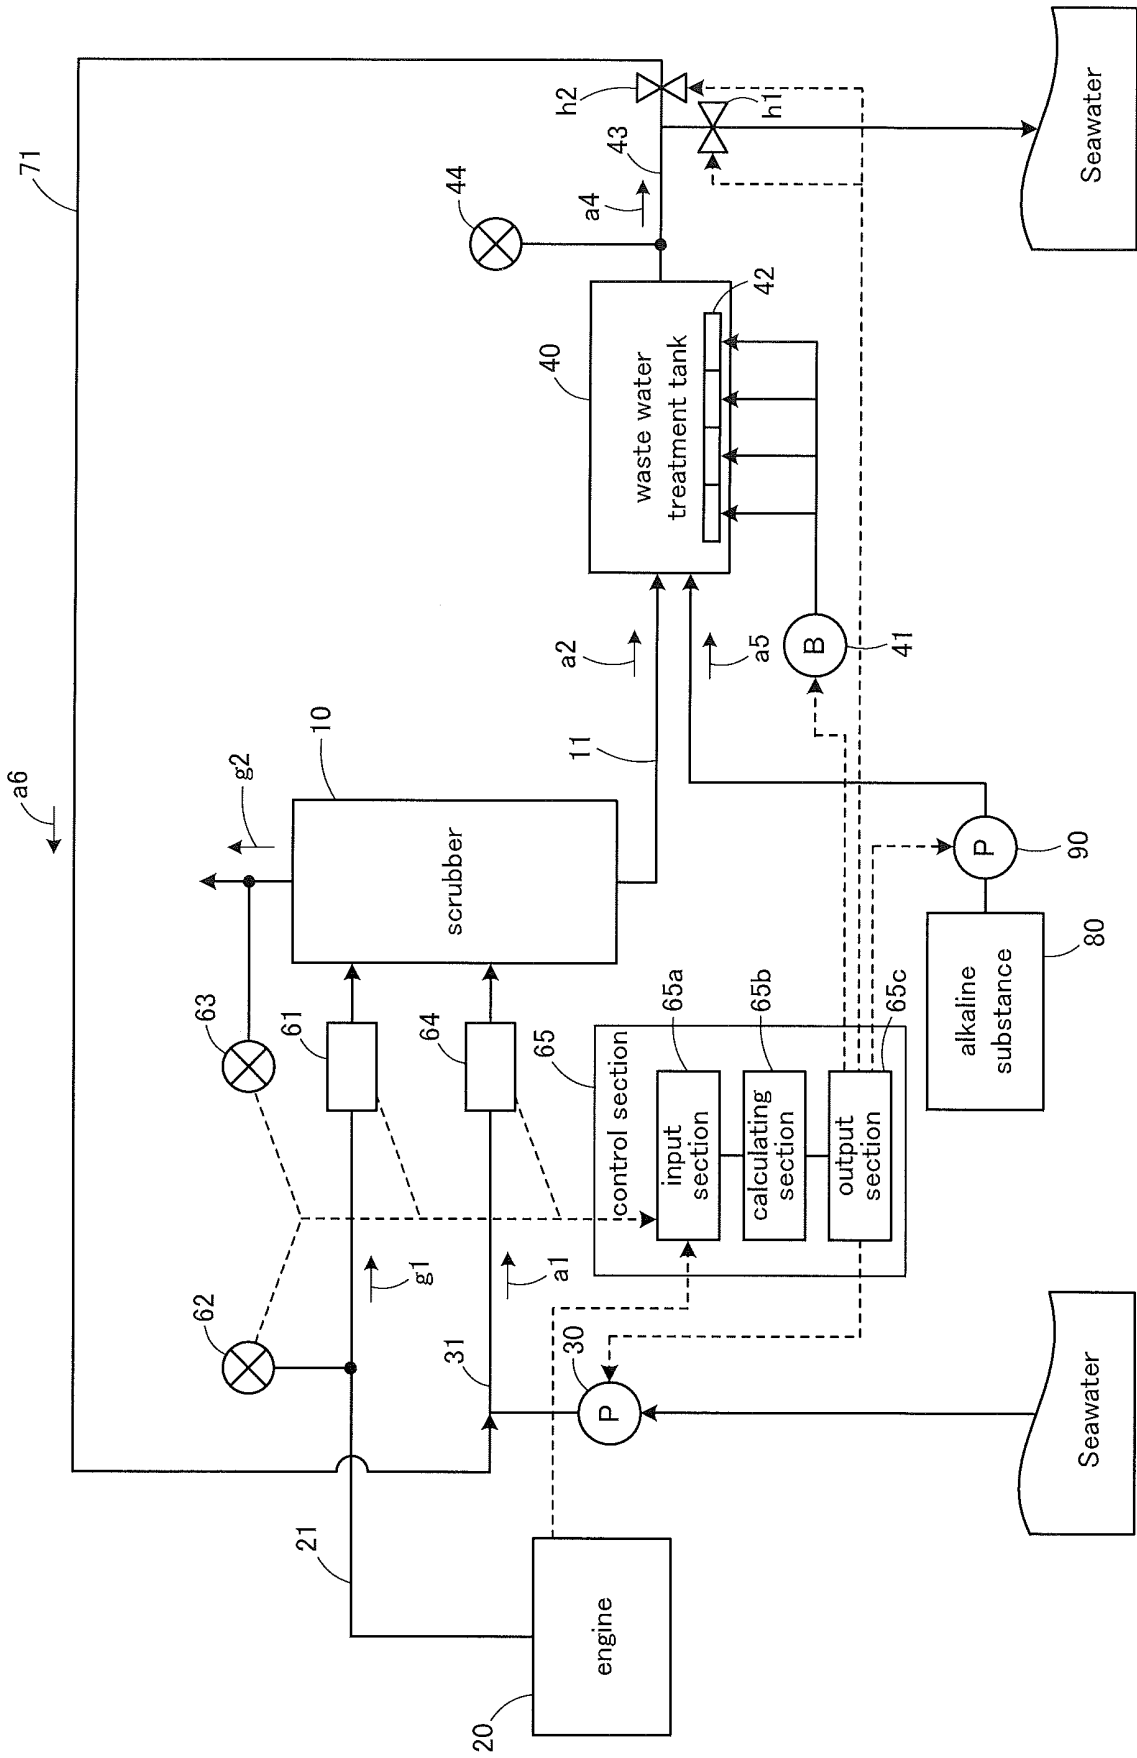 71
a6
g2
10
63
61
64
62
g1
a1
31
21
scrubber
11
a2
a5
40
waste water
treatment tank
42
44
a4
43
h2
h1
Seawater
B
41
65
control section
input
section
65a
calculating
section
65b
output
section
65c
P
30
P
90
alkaline
substance
80
engine
20
Seawater